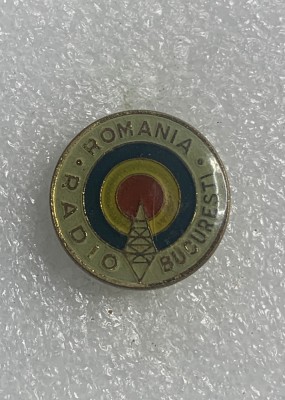 RADIO · ROMANIA · BUCUREȘTI